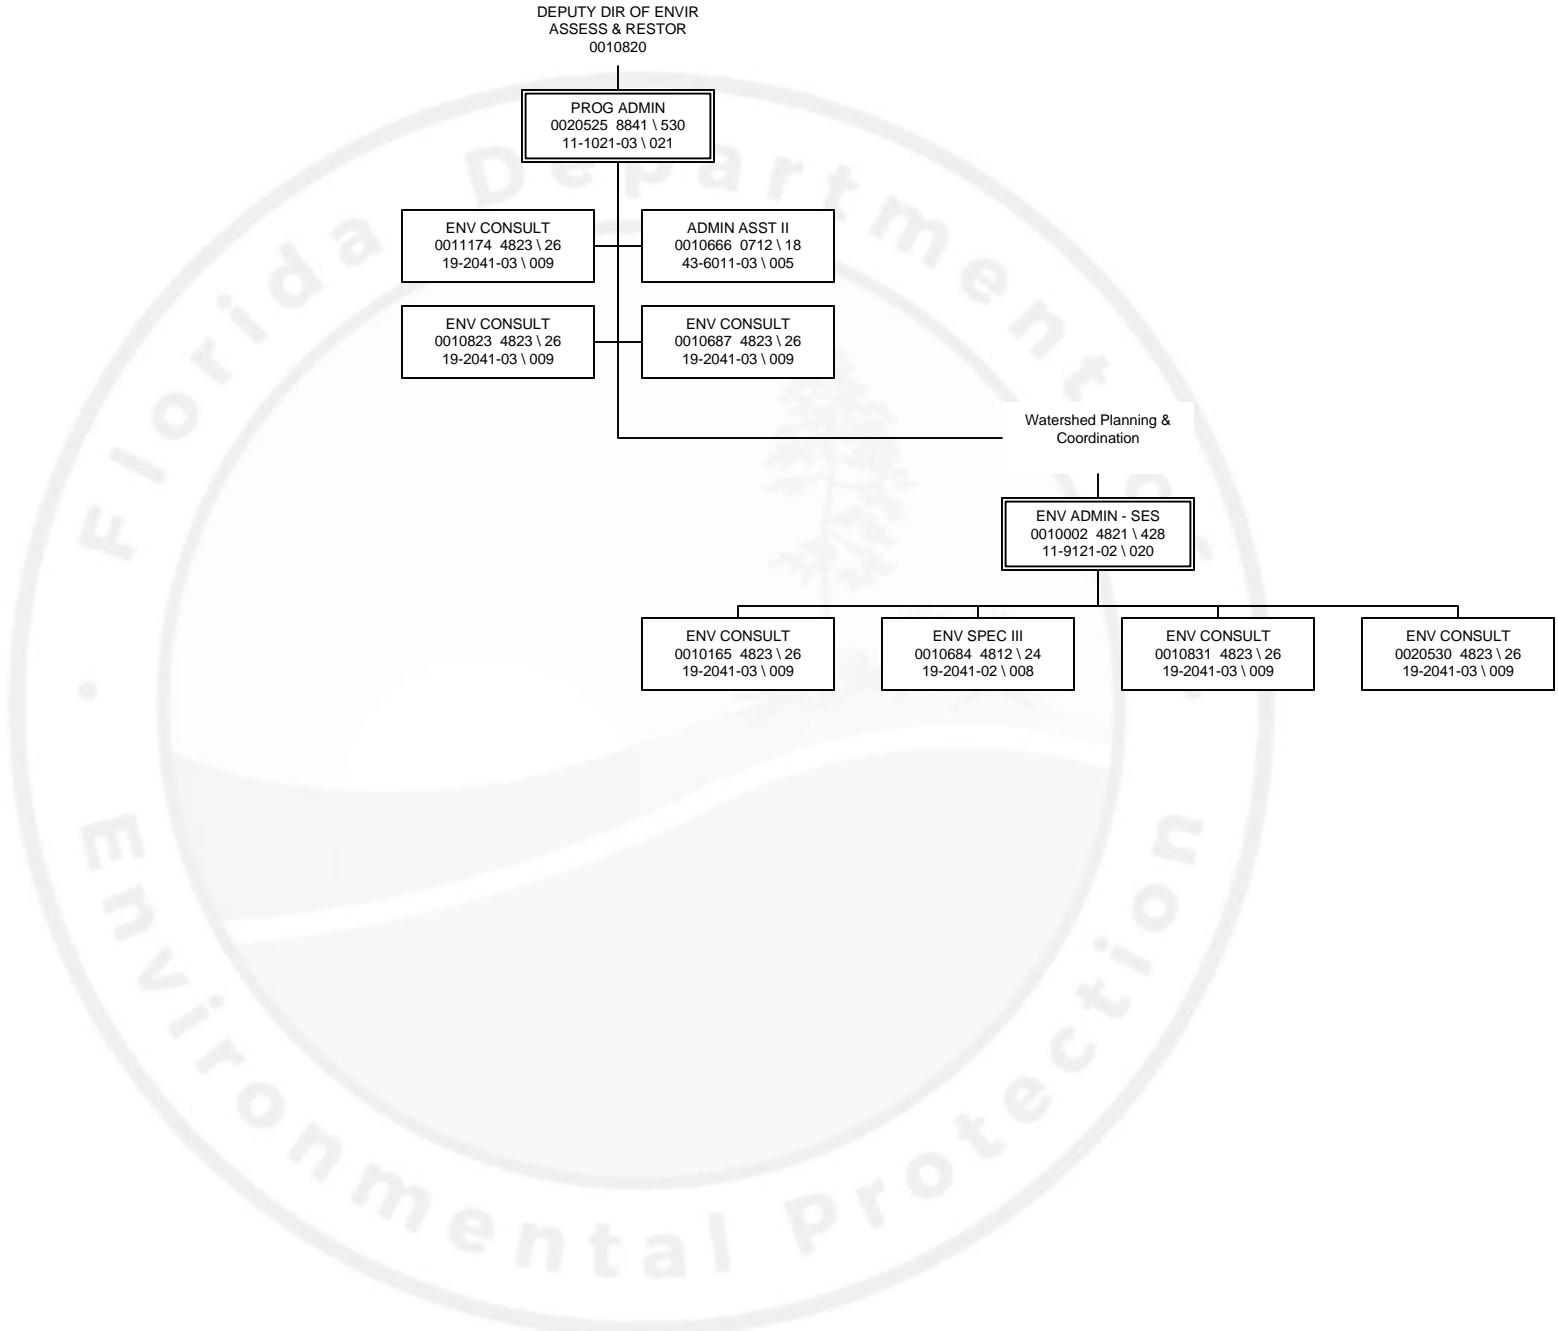 DEPUTY DIR OF ENVIR
ASSESS & RESTOR
0010820
PROG ADMIN
0020525 8841 \ 530
11-1021-03 \ 021
ENV CONSULT
0011174 4823 \ 26
19-2041-03 \ 009
ADMIN ASST II
0010666 0712 \ 18
43-6011-03 \ 005
ENV CONSULT
0010823 4823 \ 26
19-2041-03 \ 009
ENV CONSULT
0010687 4823 \ 26
19-2041-03 \ 009
Watershed Planning &
Coordination
ENV ADMIN - SES
0010002 4821 \ 428
11-9121-02 \ 020
ENV CONSULT
0010165 4823 \ 26
19-2041-03 \ 009
ENV SPEC III
0010684 4812 \ 24
19-2041-02 \ 008
ENV CONSULT
0010831 4823 \ 26
19-2041-03 \ 009
ENV CONSULT
0020530 4823 \ 26
19-2041-03 \ 009
Florida Department of
Environmental Protection